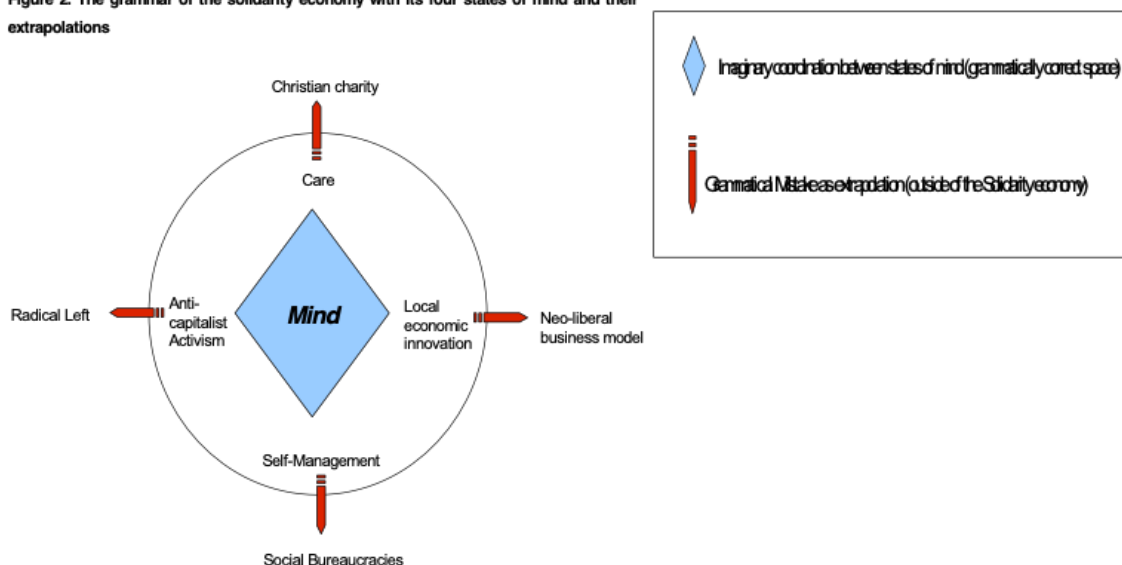 Figure 2. The grammar of the solidarity economy with its four states of mind and their
extrapolations
Imaginary coordination between states of mind (grammatically correct space)
Christian charity
Care
Grammatical Mistake as extrapolation (outside of the Solidarity economy)
Radical Left
Anti-
capitalist
Activism
Mind
Local
economic
innovation
Neo-liberal
business model
Self-Management
Social Bureaucracies